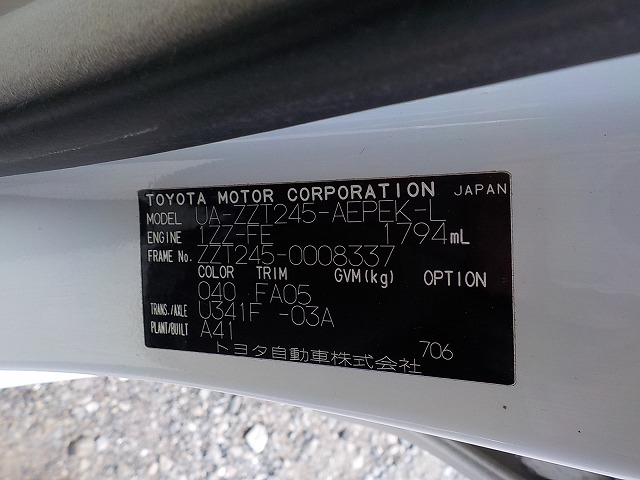 TOYOTA MOTOR CORPORATION JAPAN
MODEL UA-ZZT245-AEPEK-L
ENGINE 1ZZ-FE 1794 mL
FRAME No. ZZT245-0008337
COLOR TRIM GVM(kg) OPTION
040 FA05
TRANS./AXLE U341F -03A
PLANT/BUILT A41
トヨタ自動車株式会社 706